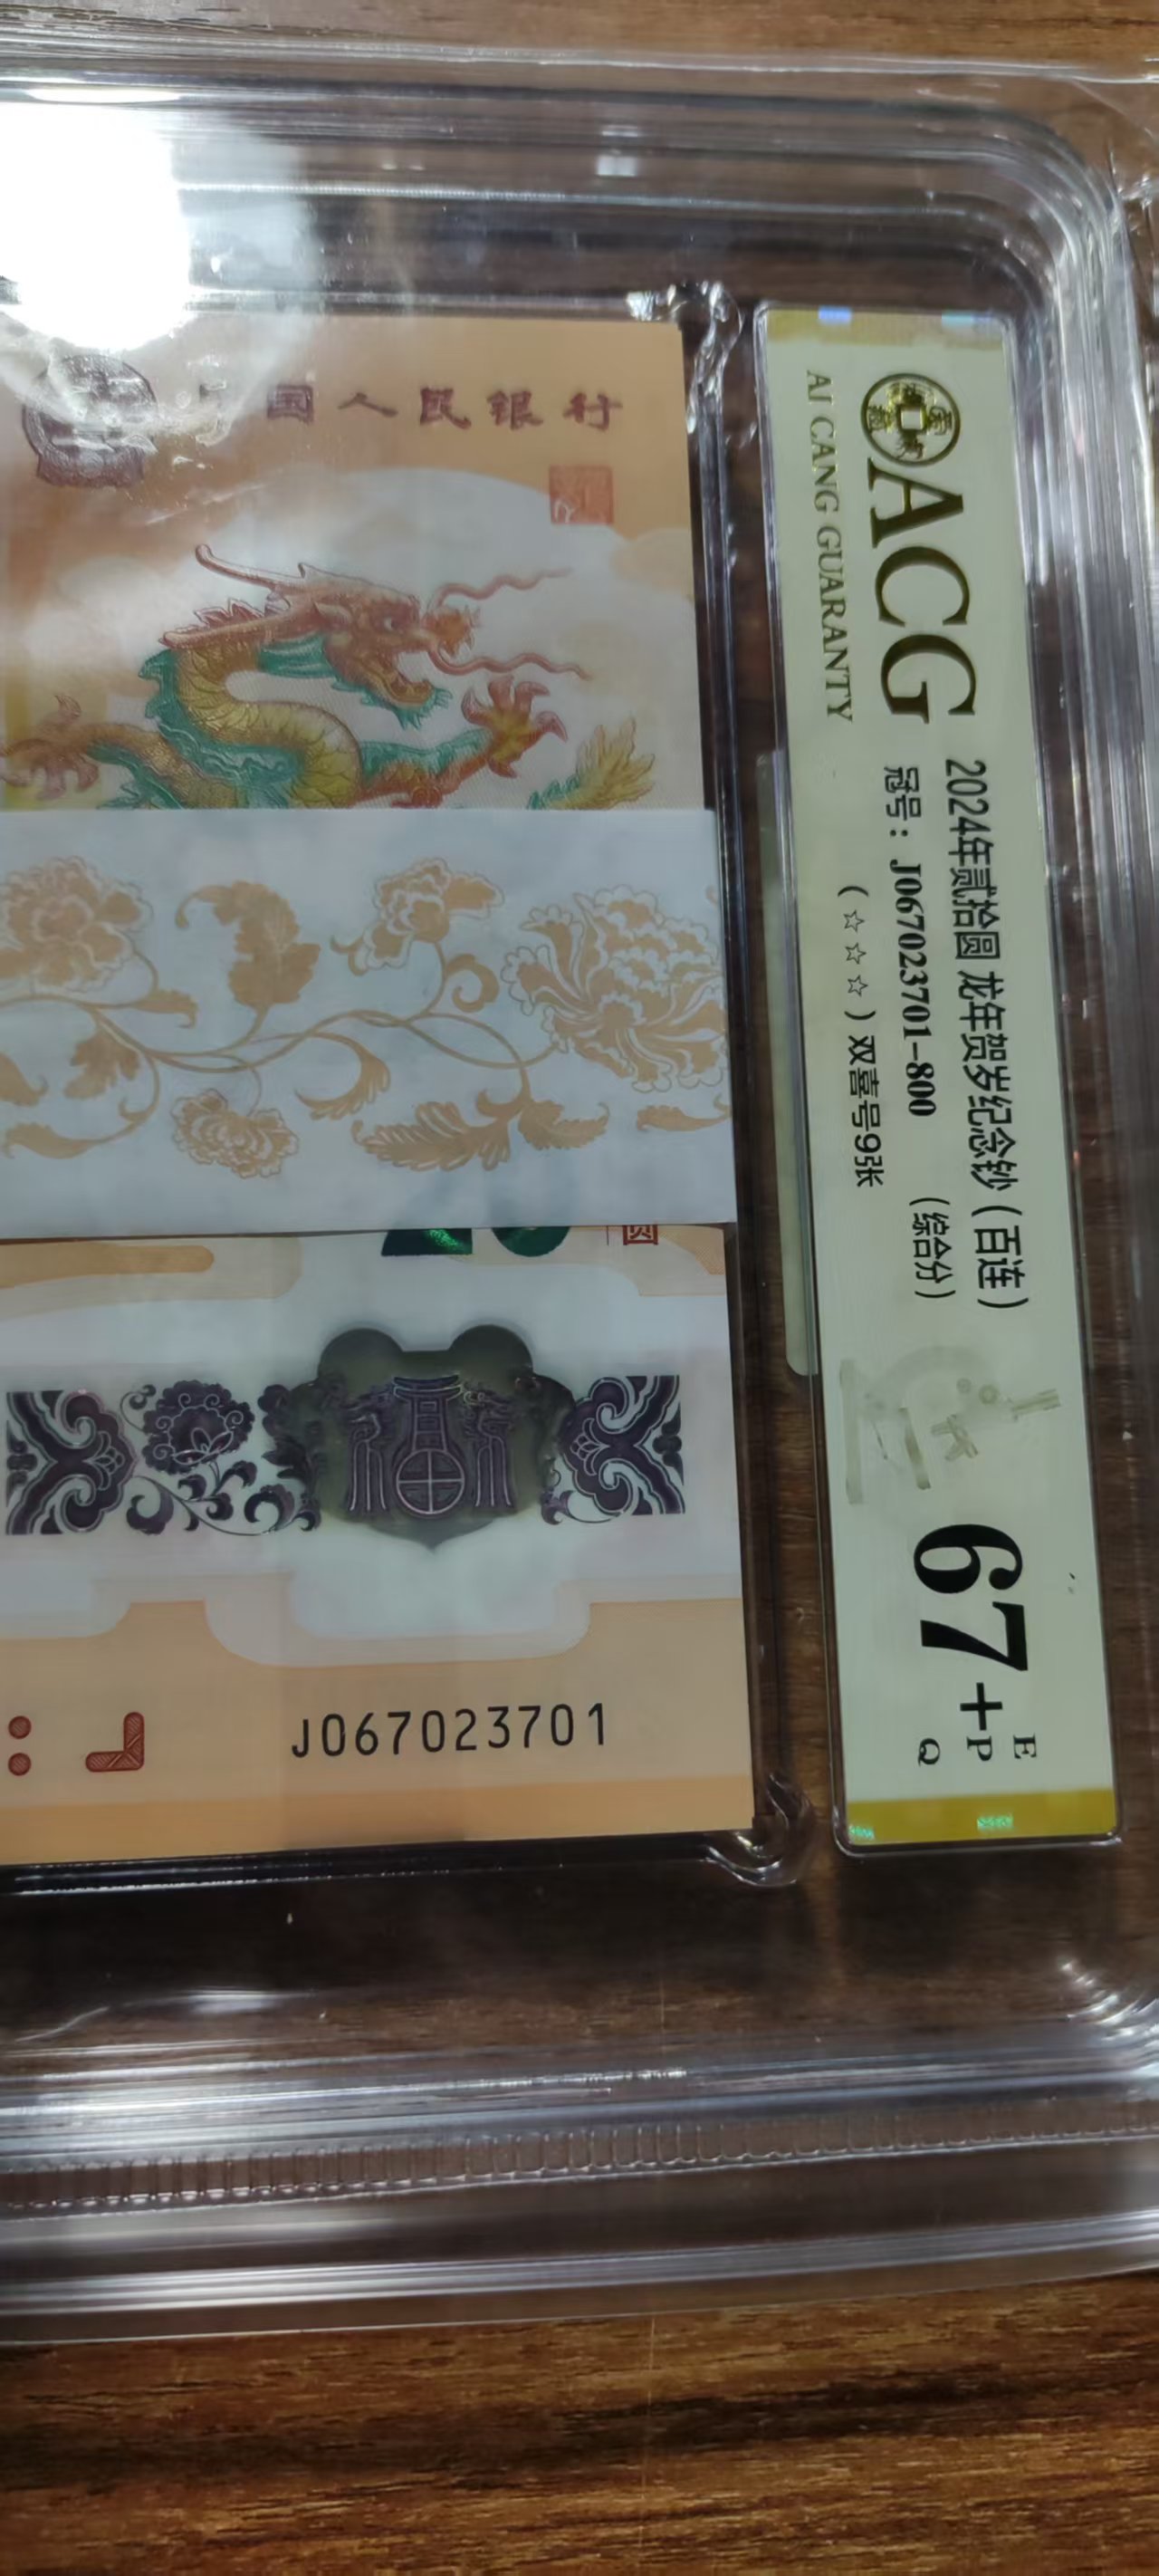 国人民银行
圆
J067023701
ACG
AI CANG GUARANTY
2024年贰拾圆 龙年贺岁纪念钞（百连）
冠号：J067023701-800 （综合分）
（☆☆☆）双喜号9张
67+
E
P
Q